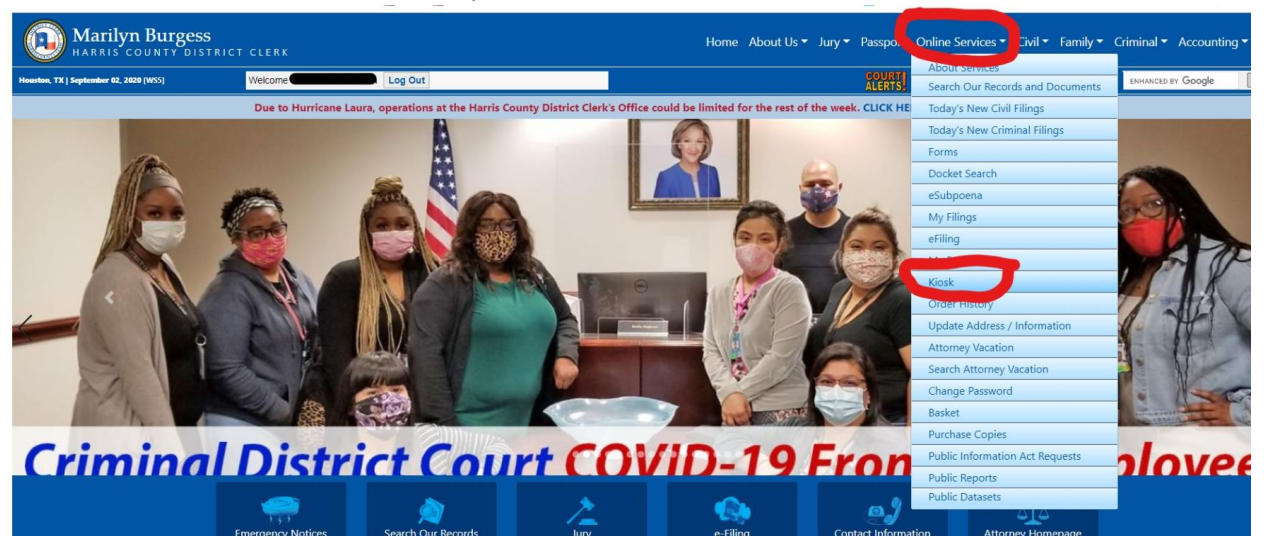 Marilyn Burgess
HARRIS COUNTY DISTRICT CLERK
Home About Us Jury Online Services Civil Family Criminal Accounting
Houston, TX | September 02, 2020 [WS5]
Welcome
Log Out
COURT
ALERTS!
ENHANCED BY Google
Due to Hurricane Laura, operations at the Harris County District Clerk's Office could be limited for the rest of the week. CLICK
About Services
Search Our Records and Documents
Today's New Civil Filings
Today's New Criminal Filings
Forms
Docket Search
eSubpoena
My Filings
eFiling
Kiosk
Order History
Update Address / Information
Attorney Vacation
Search Attorney Vacation
Change Password
Basket
Purchase Copies
Public Information Act Requests
Public Reports
Public Datasets
DELL
Criminal District Court COVID-19
Emergency Notices
Search Our Records
Jury
e-Filing
Contact Information
Attorney Homepage